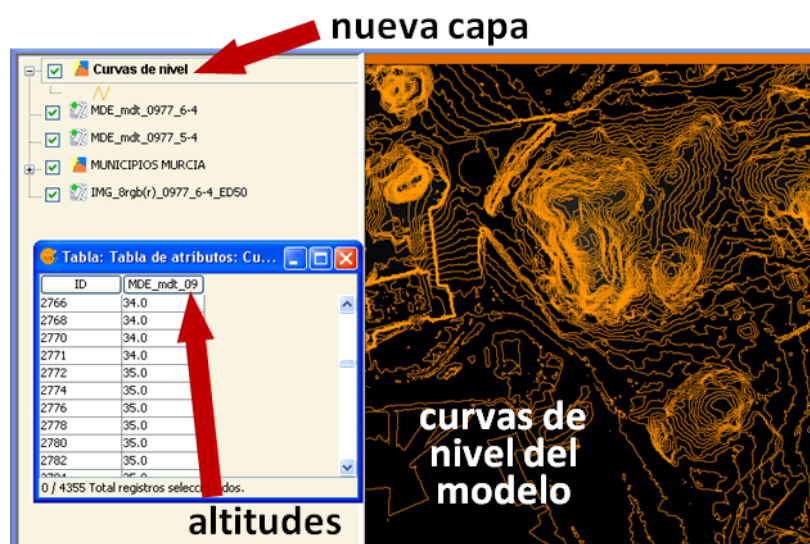 nueva capa
Curvas de nivel
MDE_mdt_0977_6-4
MDE_mdt_0977_5-4
MUNICIPIOS MURCIA
IMG_8rgb(r)_0977_6-4_ED50
Tabla: Tabla de atributos: Cu...
ID MDE_mdt_09
2766 34.0
2768 34.0
2770 34.0
2771 34.0
2772 35.0
2774 35.0
2776 35.0
2778 35.0
2780 35.0
2782 35.0
0 / 4355 Total registros selecc dos.
altitudes
curvas de
nivel del
modelo